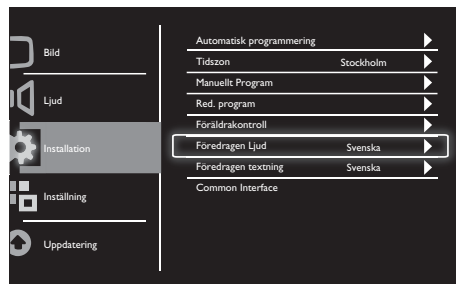 Bild
Ljud
Installation
Inställning
Uppdatering
Automatisk programmering
Tidszon Stockholm
Manuellt Program
Red. program
Föräldrakontroll
Föredragen Ljud Svenska
Föredragen textning Svenska
Common Interface